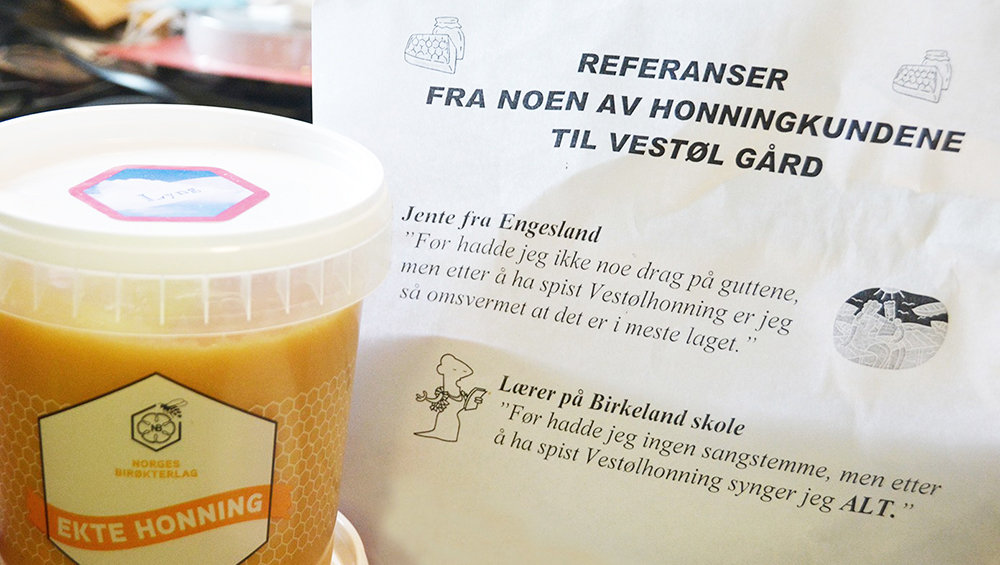 Lyng
NB
NORGES
BIRØKTERLAG
EKTE HONNING
REFERANSER
FRA NOEN AV HONNINGKUNDENE
TIL VESTØL GÅRD
Jente fra Engesland
”Før hadde jeg ikke noe drag på guttene,
men etter å ha spist Vestølhonning er jeg
så omsvermet at det er i meste laget.”
Lærer på Birkeland skole
”Før hadde jeg ingen sangstemme, men etter
å ha spist Vestølhonning synger jeg ALT.”